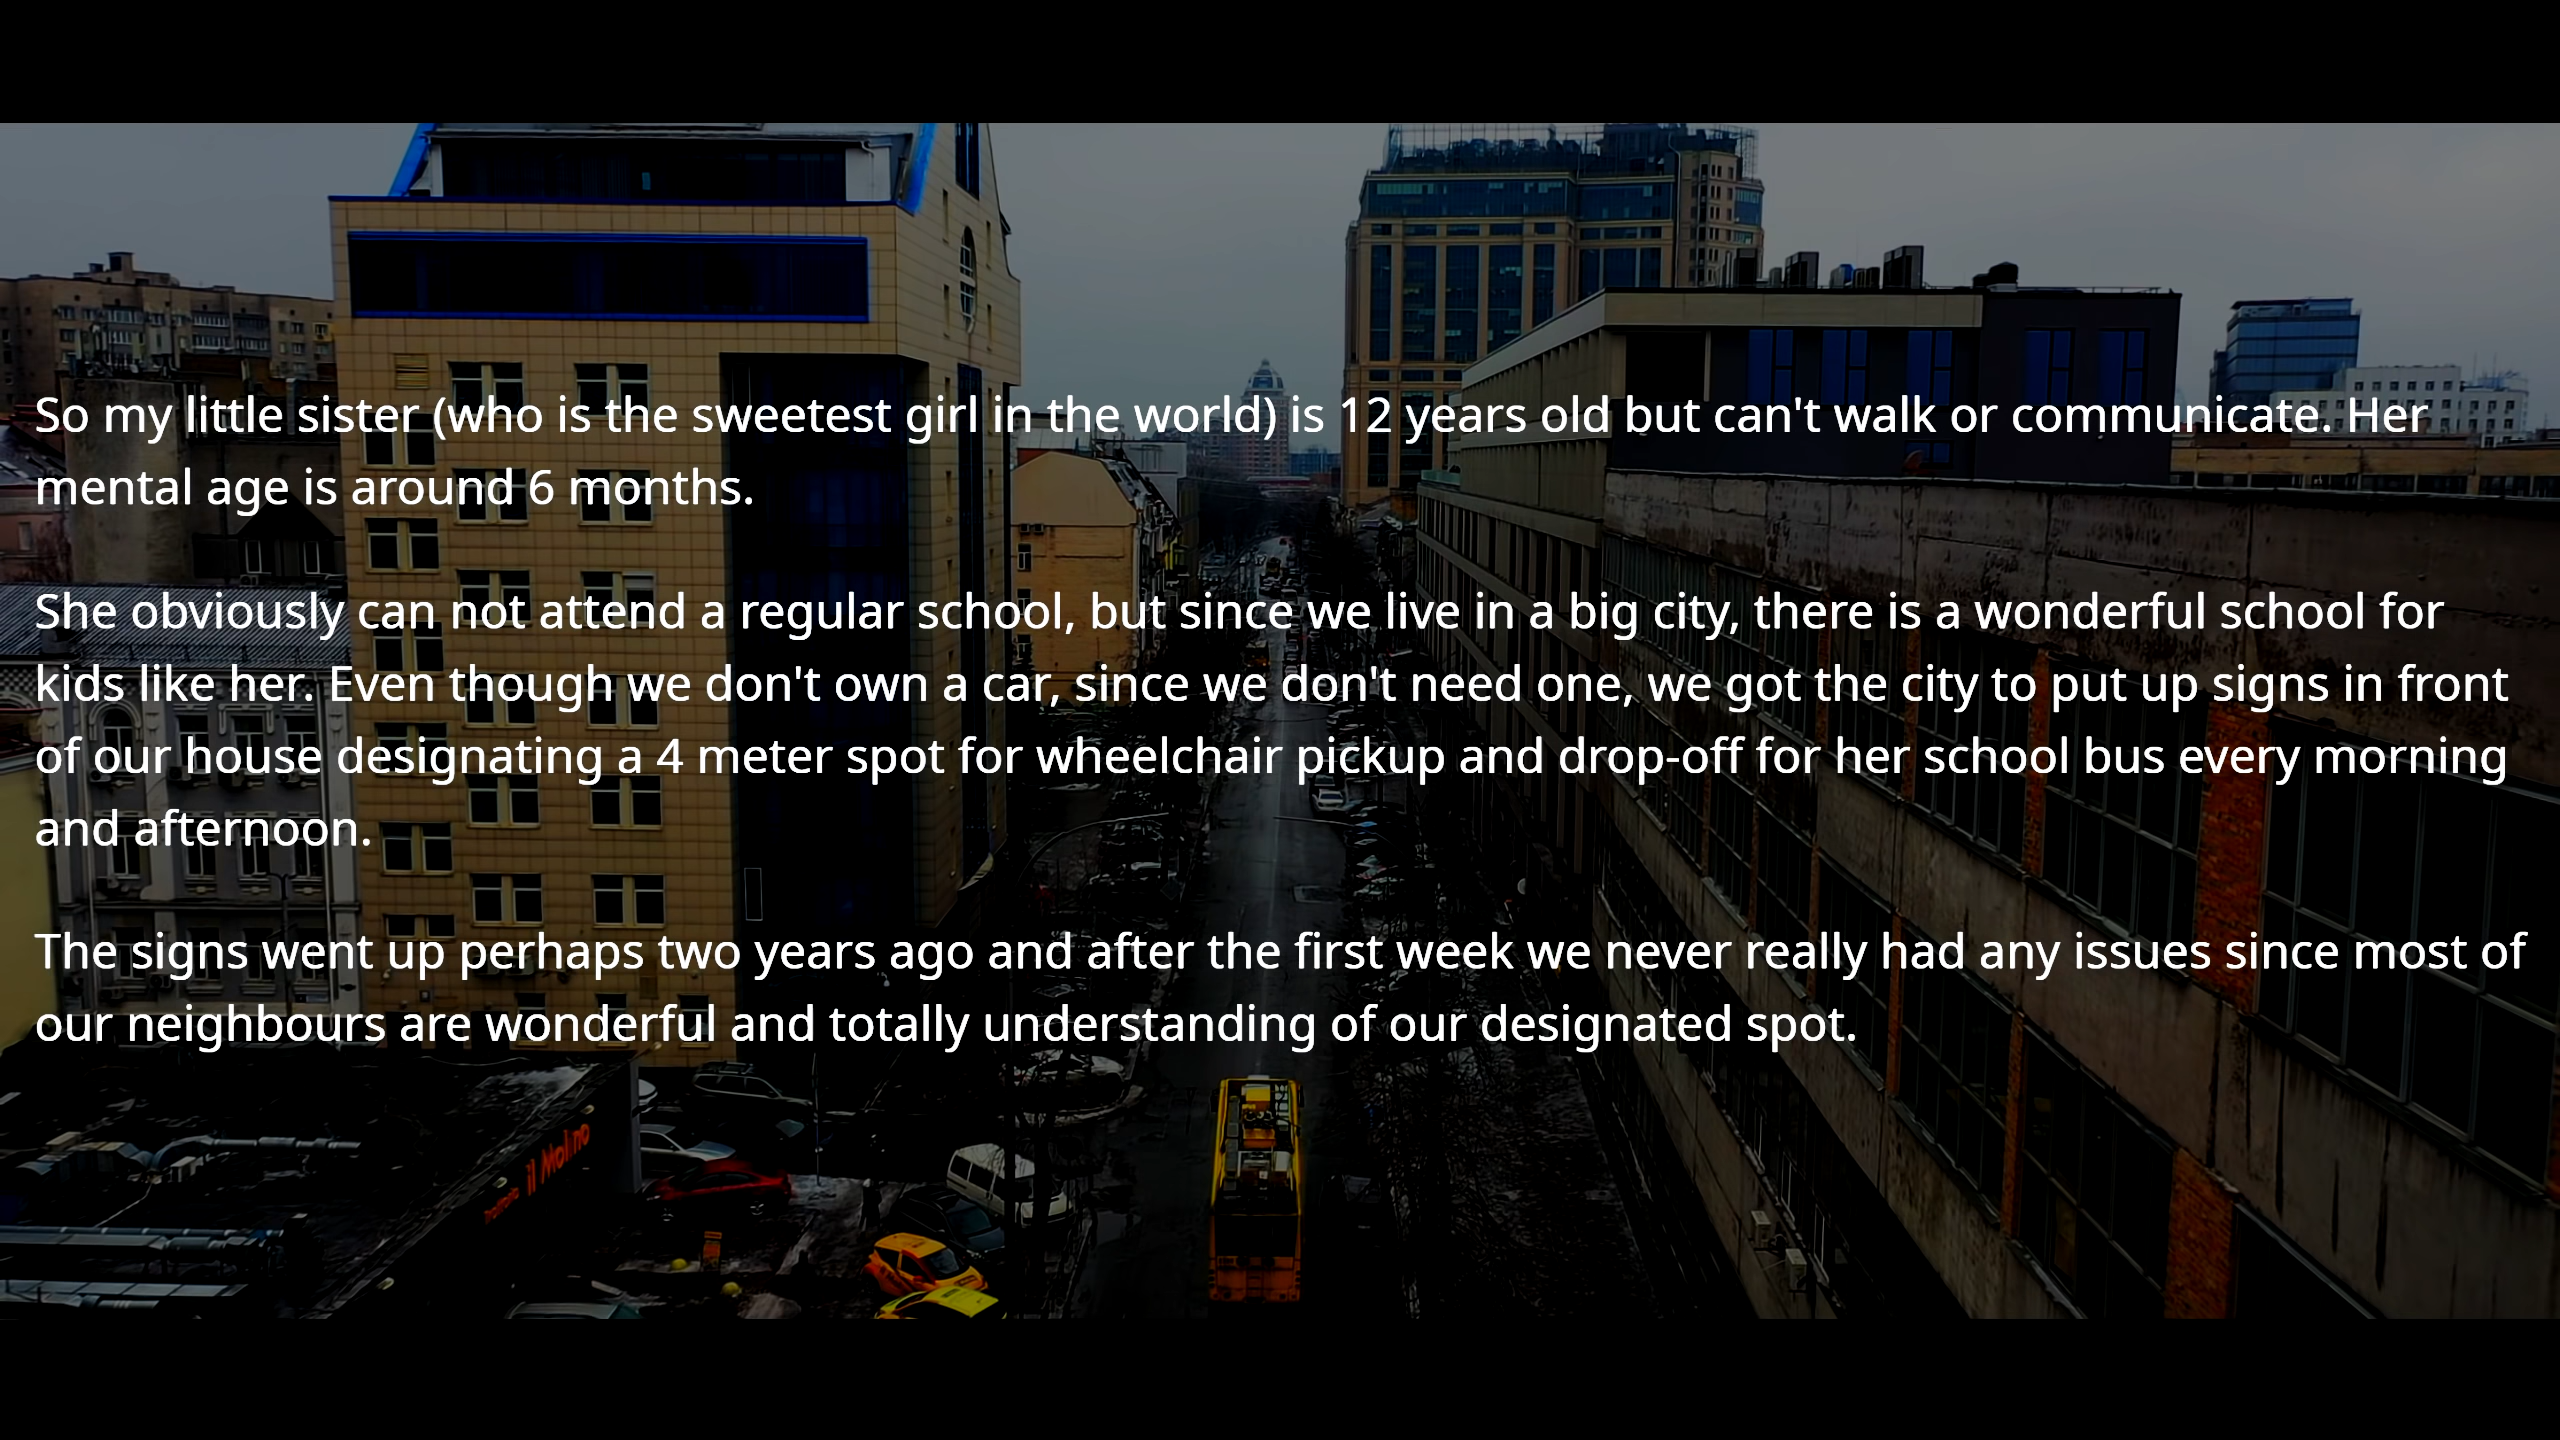 So my little sister (who is the sweetest girl in the world) is 12 years old but can't walk or communicate. Her
mental age is around 6 months.
She obviously can not attend a regular school, but since we live in a big city, there is a wonderful school for
kids like her. Even though we don't own a car, since we don't need one, we got the city to put up signs in front
of our house designating a 4 meter spot for wheelchair pickup and drop-off for her school bus every morning
and afternoon.
The signs went up perhaps two years ago and after the first week we never really had any issues since most of
our neighbours are wonderful and totally understanding of our designated spot.
il Molino